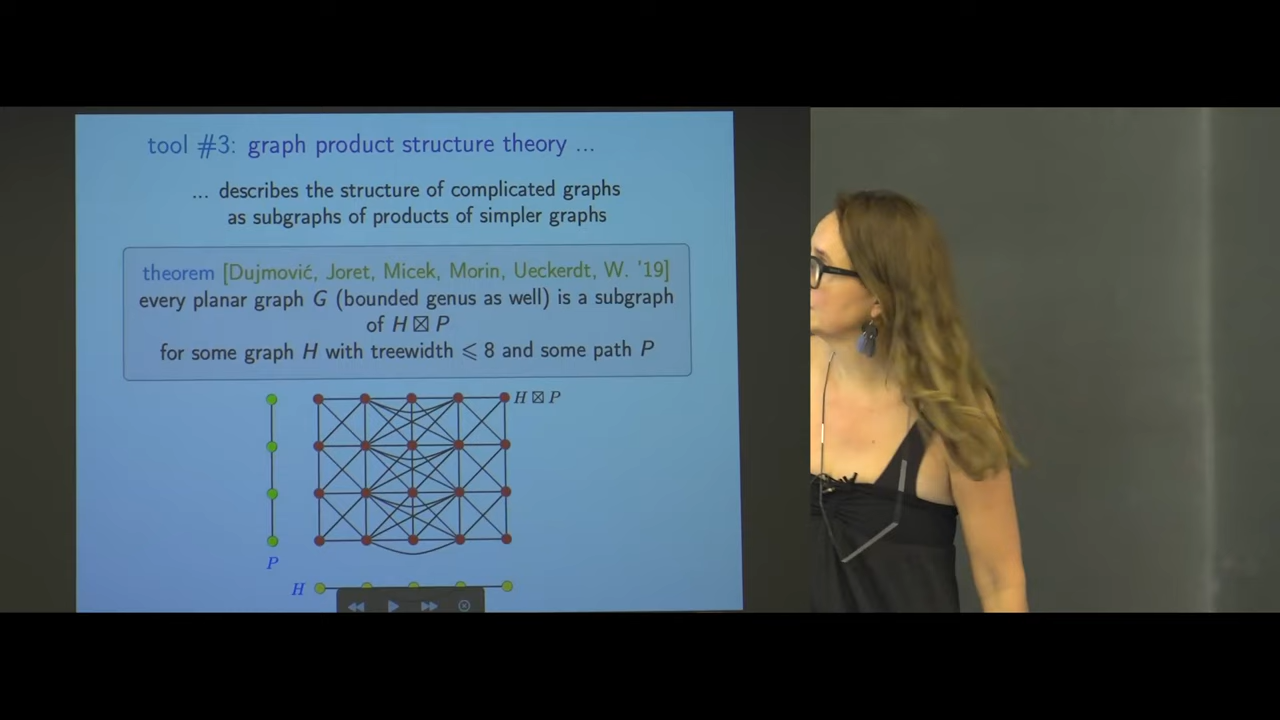 tool #3: graph product structure theory ...
... describes the structure of complicated graphs
as subgraphs of products of simpler graphs
theorem [Dujmović, Joret, Micek, Morin, Ueckerdt, W. '19]
every planar graph G (bounded genus as well) is a subgraph
of H ⊠ P
for some graph H with treewidth ⩽ 8 and some path P
H ⊠ P
P
H